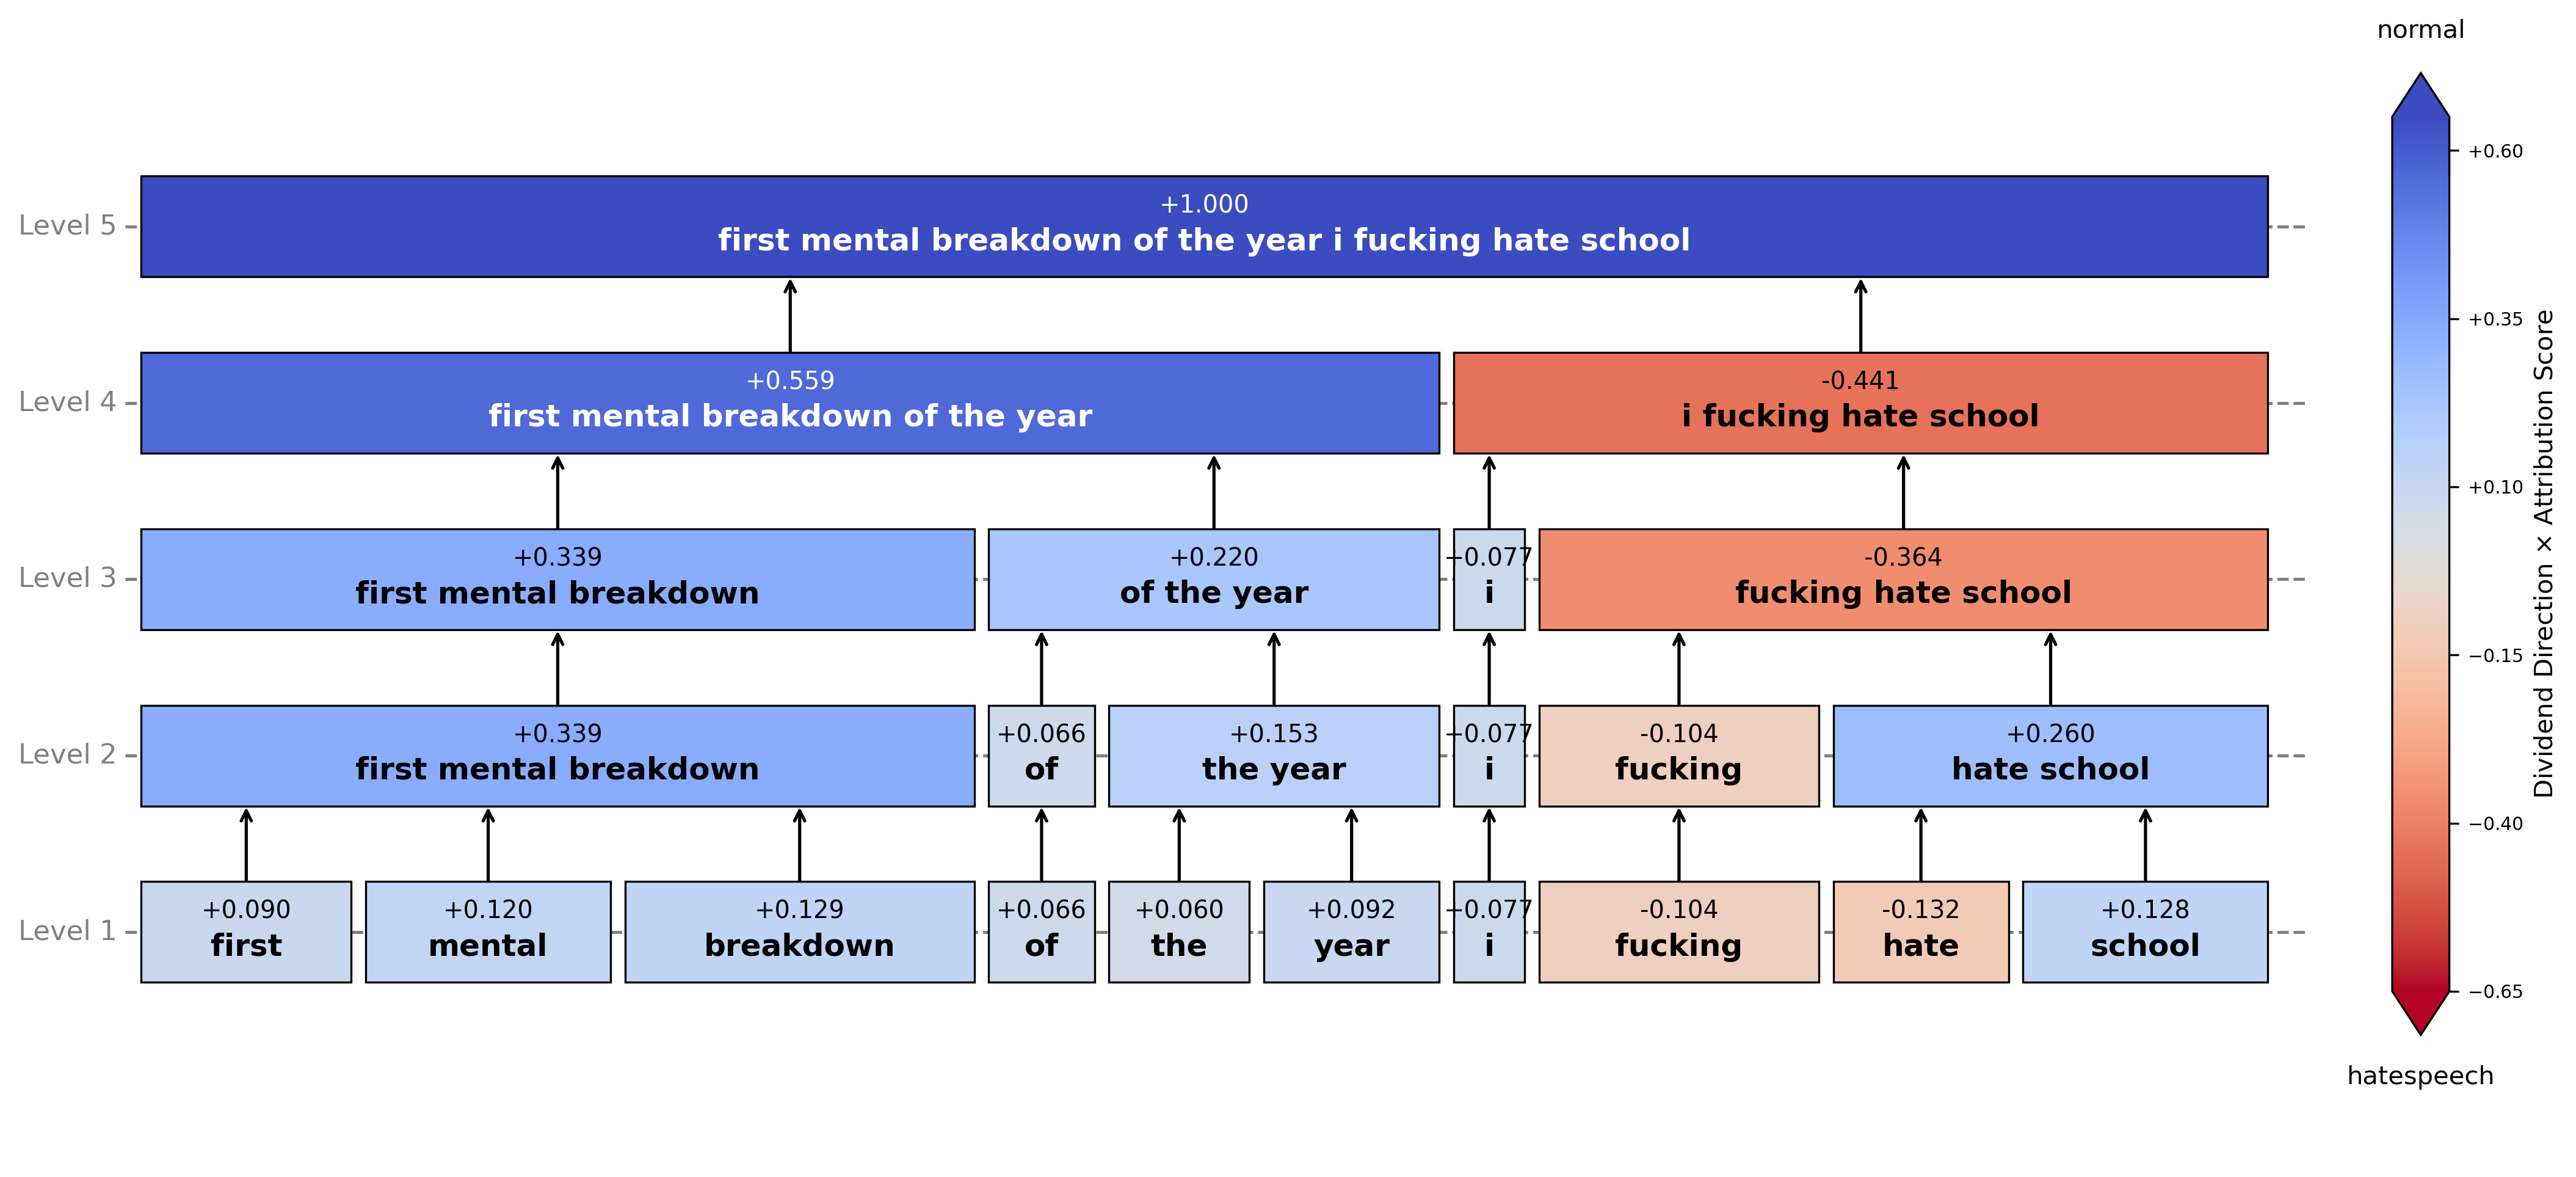 normal
Level 5
+1.000
first mental breakdown of the year i fucking hate school
Level 4
+0.559
first mental breakdown of the year
-0.441
i fucking hate school
Level 3
+0.339
first mental breakdown
+0.220
of the year
+0.077
i
-0.364
fucking hate school
Level 2
+0.339
first mental breakdown
+0.066
of
+0.153
the year
+0.077
i
-0.104
fucking
+0.260
hate school
Level 1
+0.090
first
+0.120
mental
+0.129
breakdown
+0.066
of
+0.060
the
+0.092
year
+0.077
i
-0.104
fucking
-0.132
hate
+0.128
school
+0.60
+0.35
+0.10
−0.15
−0.40
−0.65
Dividend Direction × Attribution Score
hatespeech